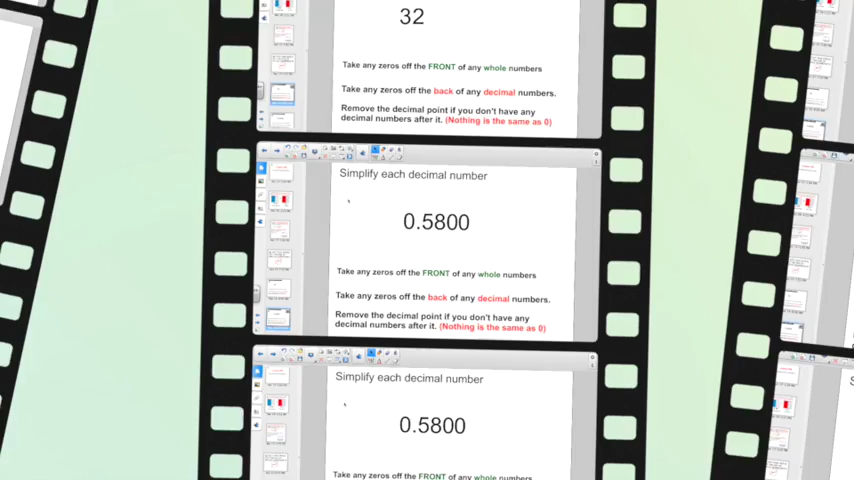 32
Take any zeros off the FRONT of any whole numbers
Take any zeros off the back of any decimal numbers.
Remove the decimal point if you don't have any
decimal numbers after it. (Nothing is the same as 0)
Simplify each decimal number
0.5800
Take any zeros off the FRONT of any whole numbers
Take any zeros off the back of any decimal numbers.
Remove the decimal point if you don't have any
decimal numbers after it. (Nothing is the same as 0)
Simplify each decimal number
0.5800
Take any zeros off the FRONT of any whole numbers